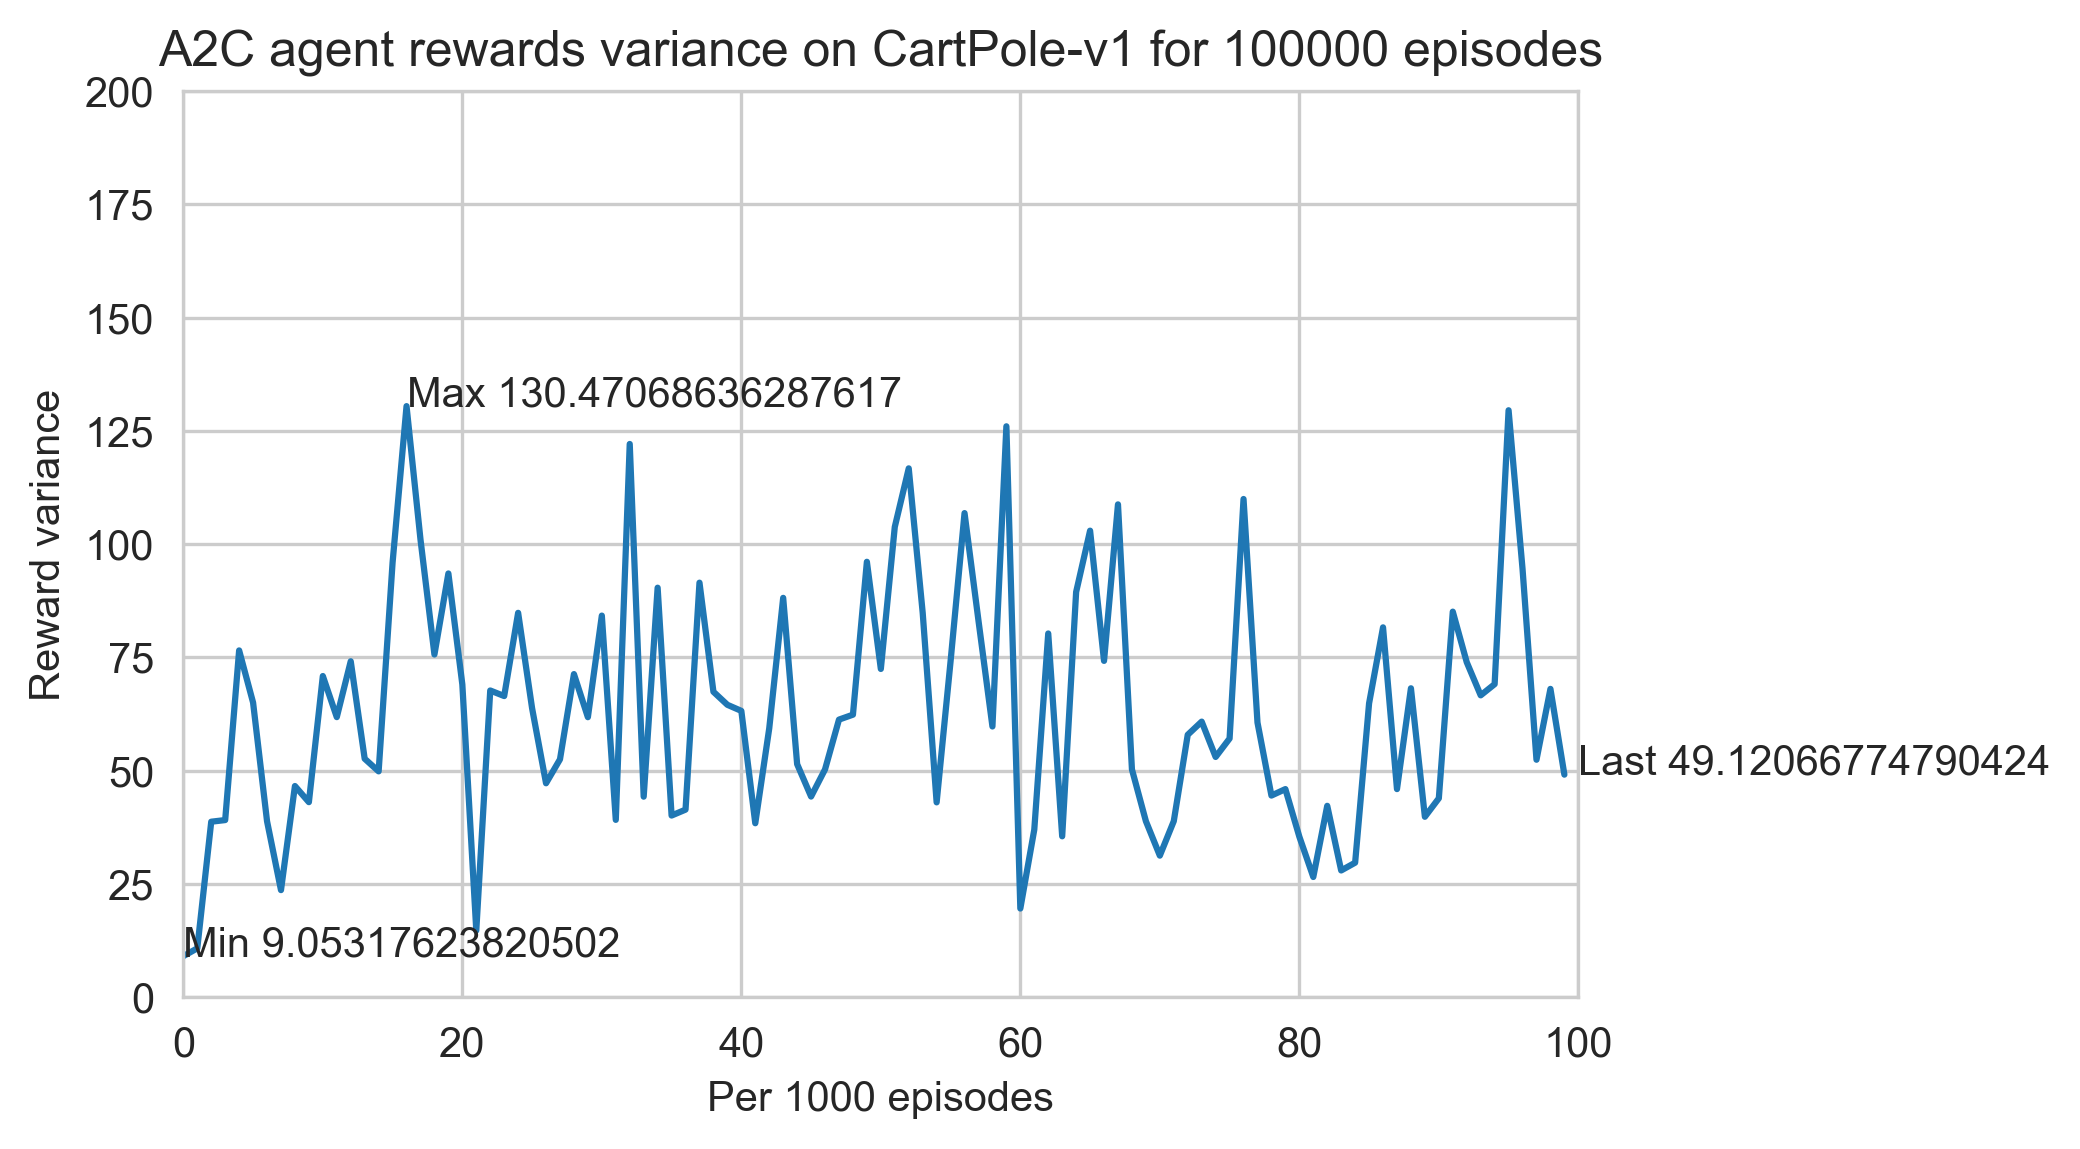 A2C agent rewards variance on CartPole-v1 for 100000 episodes
200
175
150
Max 130.47068636287617
125
Reward variance
100
75
Last 49.12066774790424
50
25
Min 9.05317623820502
0
0 20 40 60 80 100
Per 1000 episodes